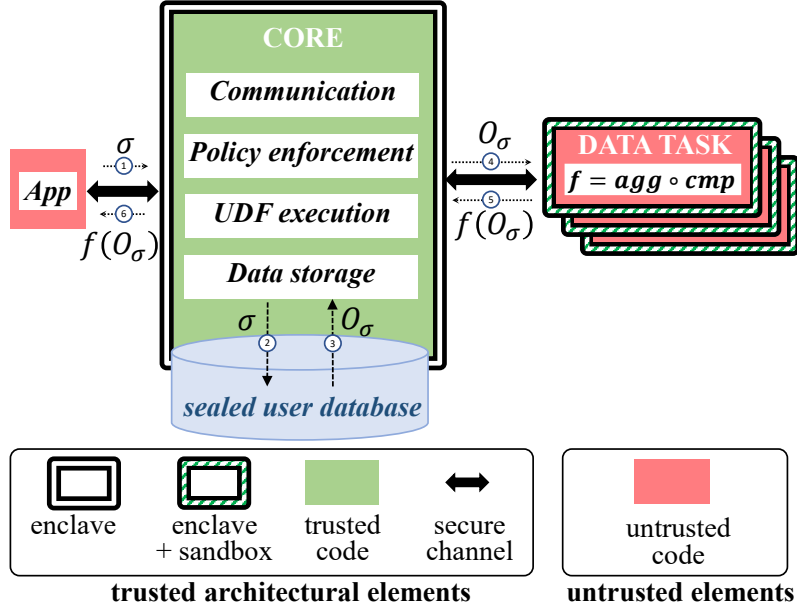 CORE
Communication
Policy enforcement
UDF execution
Data storage
σ
1
App
6
f(O_σ)
O_σ
4
5
f(O_σ)
DATA TASK
f = agg ∘ cmp
σ
2
O_σ
3
sealed user database
enclave
enclave
+ sandbox
trusted
code
secure
channel
untrusted
code
trusted architectural elements
untrusted elements